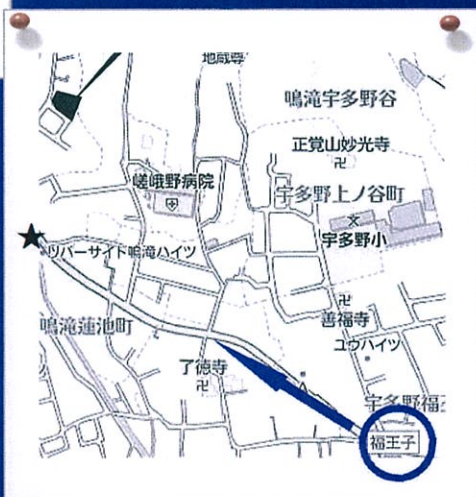 地蔵尊
鳴滝宇多野谷
正覚山妙光寺
嵯峨野病院
宇多野上ノ谷町
宇多野小
リバーサイド鳴滝ハイツ
鳴滝蓮池町
善福寺
ユウハイツ
了徳寺
宇多野福
福王子